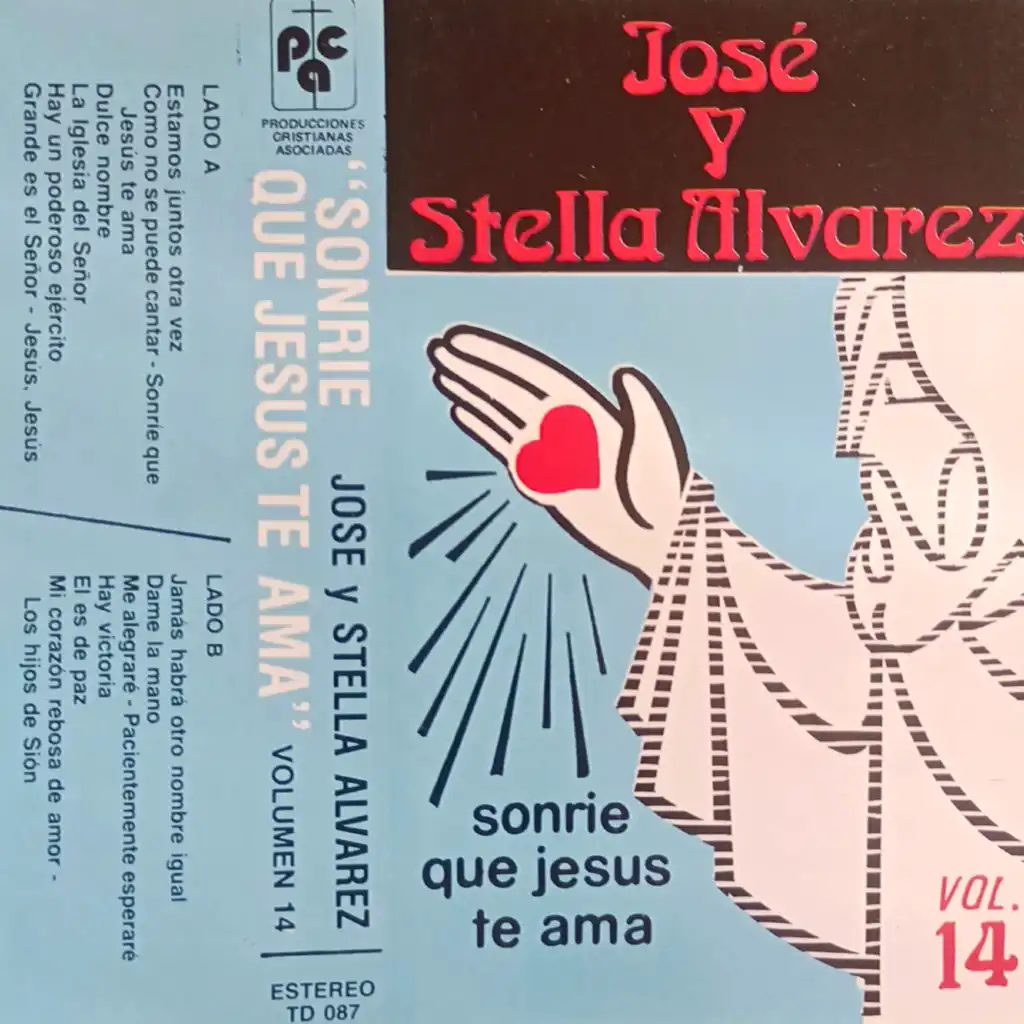 PRODUCCIONES
CRISTIANAS
ASOCIADAS
LADO A
Estamos juntos otra vez
Como no se puede cantar - Sonríe que
Jesús te ama
Dulce nombre
La Iglesia del Señor
Hay un poderoso ejército
Grande es el Señor - Jesús, Jesús
LADO B
Jamás habrá otro nombre igual
Dame la mano
Me alegraré - Pacientemente esperaré
Hay victoria
El es de paz
Mi corazón rebosa de amor -
Los hijos de Sión
JOSE y STELLA ALVAREZ
"SONRIE
QUE JESUS TE AMA" VOLUMEN 14
ESTEREO
TD 087
José
y
Stella Alvarez
sonrie
que jesus
te ama
VOL.
14